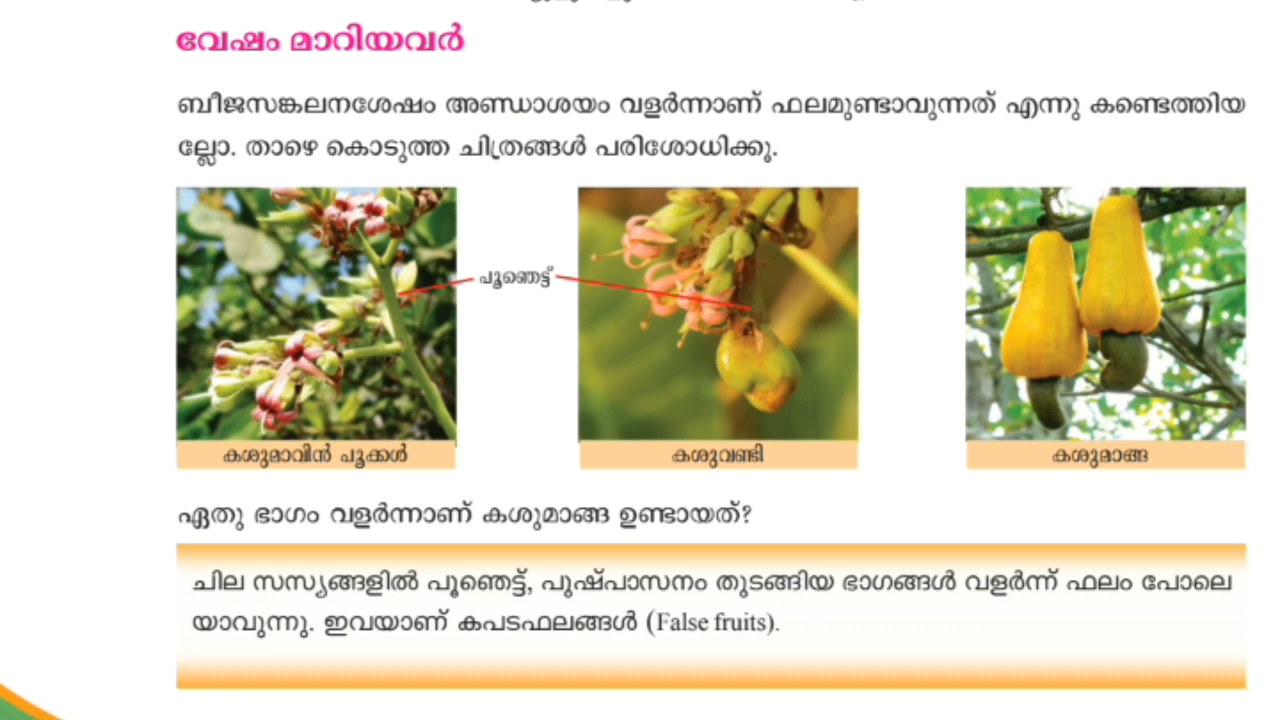 വേഷം മാറിയവർ
ബീജസങ്കലനശേഷം അണ്ഡാശയം വളർന്നാണ് ഫലമുണ്ടാവുന്നത് എന്നു കണ്ടെത്തിയ
ല്ലോ. താഴെ കൊടുത്ത ചിത്രങ്ങൾ പരിശോധിക്കൂ.
പൂഞെട്ട്
കശുമാവിൻ പൂക്കൾ
കശുവണ്ടി
കശുമാങ്ങ
ഏതു ഭാഗം വളർന്നാണ് കശുമാങ്ങ ഉണ്ടായത്?
ചില സസ്യങ്ങളിൽ പൂഞെട്ട്, പുഷ്പാസനം തുടങ്ങിയ ഭാഗങ്ങൾ വളർന്ന് ഫലം പോലെ
യാവുന്നു. ഇവയാണ് കപടഫലങ്ങൾ (False fruits).